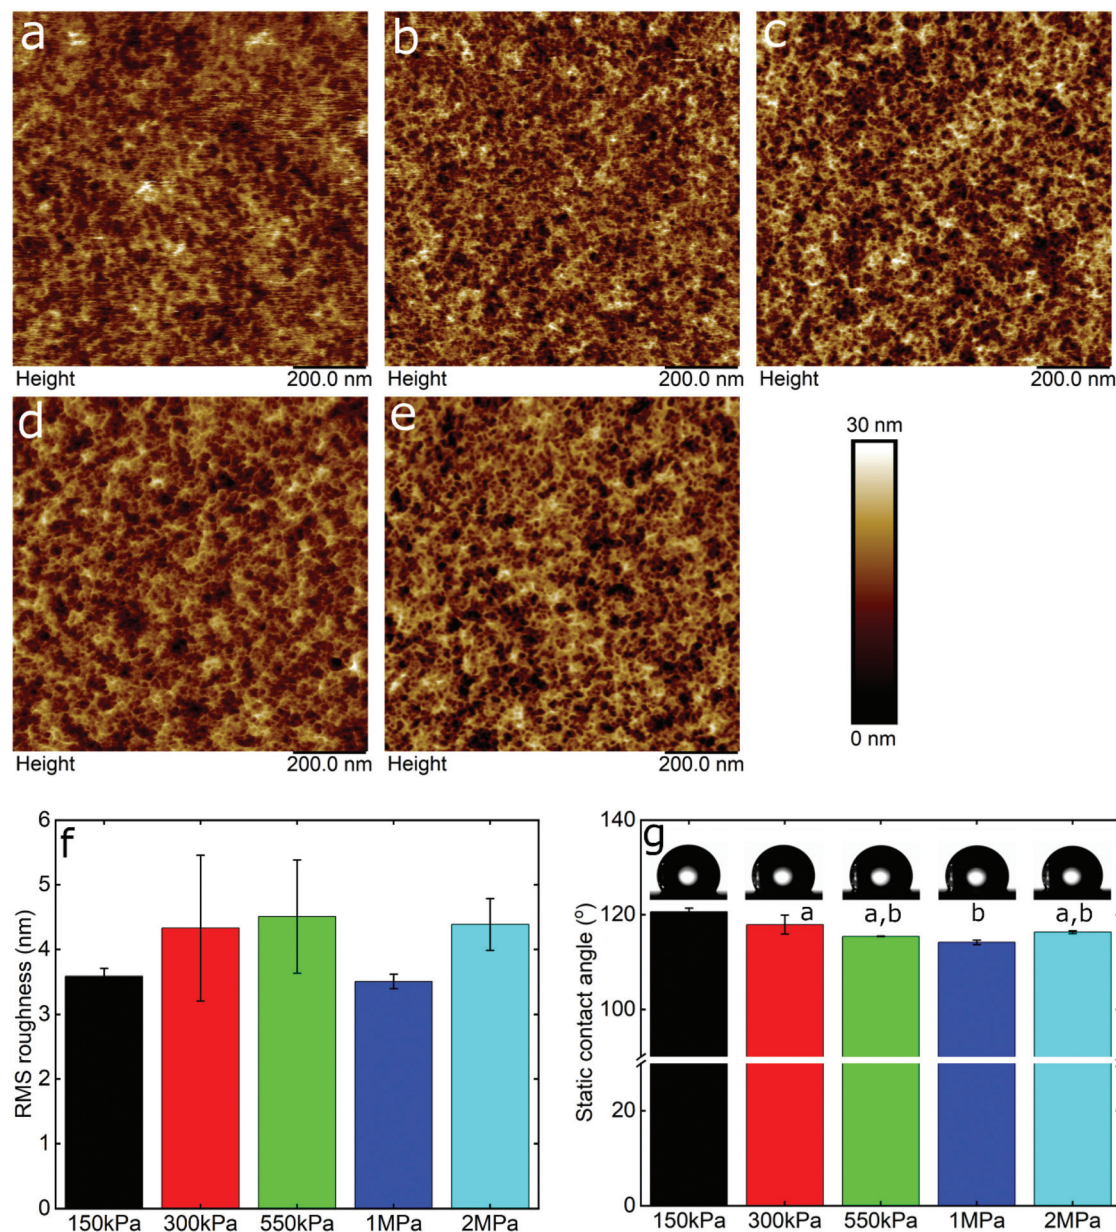 a
b
c
Height 200.0 nm
Height 200.0 nm
Height 200.0 nm
d
e
30 nm
0 nm
Height 200.0 nm
Height 200.0 nm
f
RMS roughness (nm)
6
5
4
3
2
1
0
150kPa 300kPa 550kPa 1MPa 2MPa
g
Static contact angle (°)
140
120
100
20
0
a a,b b a,b
150kPa 300kPa 550kPa 1MPa 2MPa